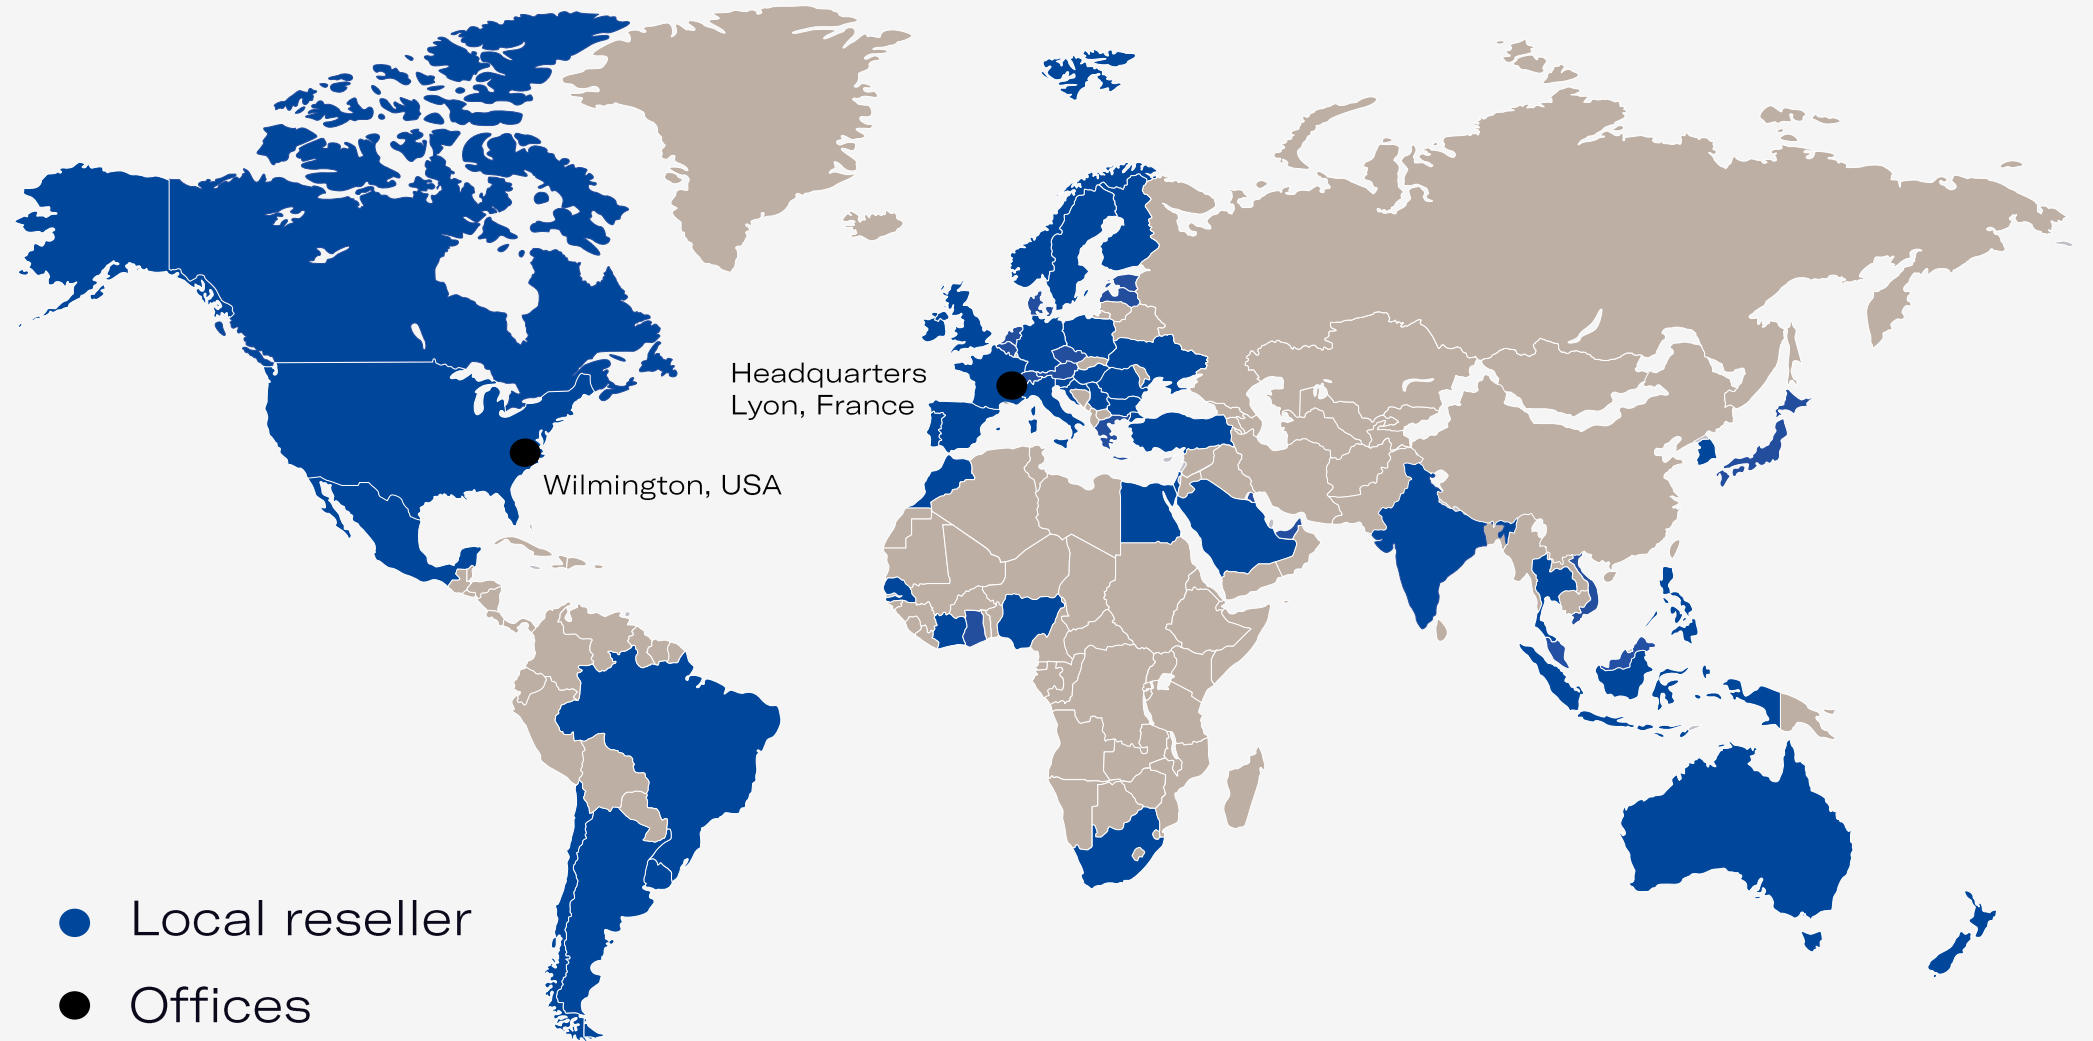 Headquarters
Lyon, France
Wilmington, USA
Local reseller
Offices